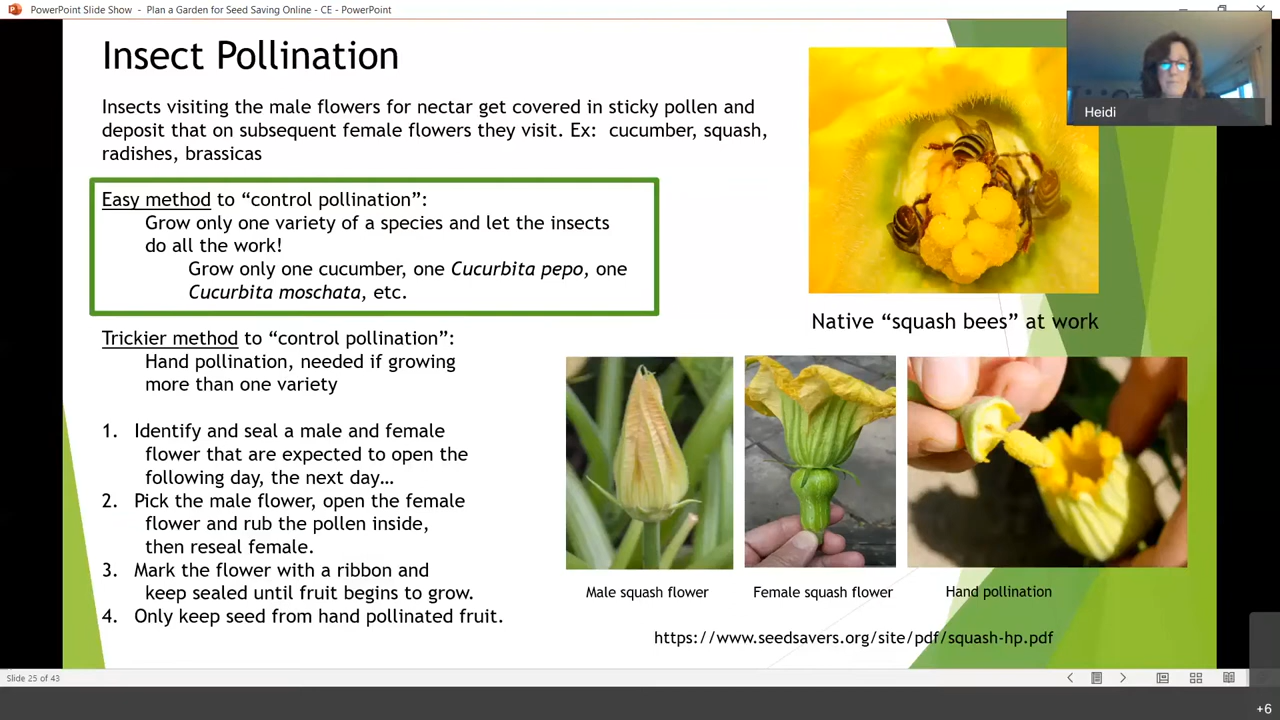 PowerPoint Slide Show - Plan a Garden for Seed Saving Online - CE - PowerPoint
Insect Pollination
Heidi
Insects visiting the male flowers for nectar get covered in sticky pollen and
deposit that on subsequent female flowers they visit. Ex: cucumber, squash,
radishes, brassicas
Easy method to “control pollination”:
Grow only one variety of a species and let the insects
do all the work!
Grow only one cucumber, one Cucurbita pepo, one
Cucurbita moschata, etc.
Native “squash bees” at work
Trickier method to “control pollination”:
Hand pollination, needed if growing
more than one variety
1. Identify and seal a male and female
flower that are expected to open the
following day, the next day…
2. Pick the male flower, open the female
flower and rub the pollen inside,
then reseal female.
3. Mark the flower with a ribbon and
keep sealed until fruit begins to grow.
4. Only keep seed from hand pollinated fruit.
Male squash flower
Female squash flower
Hand pollination
https://www.seedsavers.org/site/pdf/squash-hp.pdf
Slide 25 of 43
+6